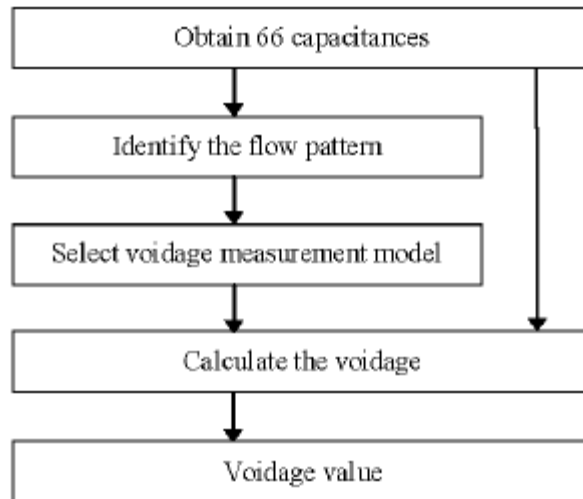 Obtain 66 capacitances
Identify the flow pattern
Select voidage measurement model
Calculate the voidage
Voidage value